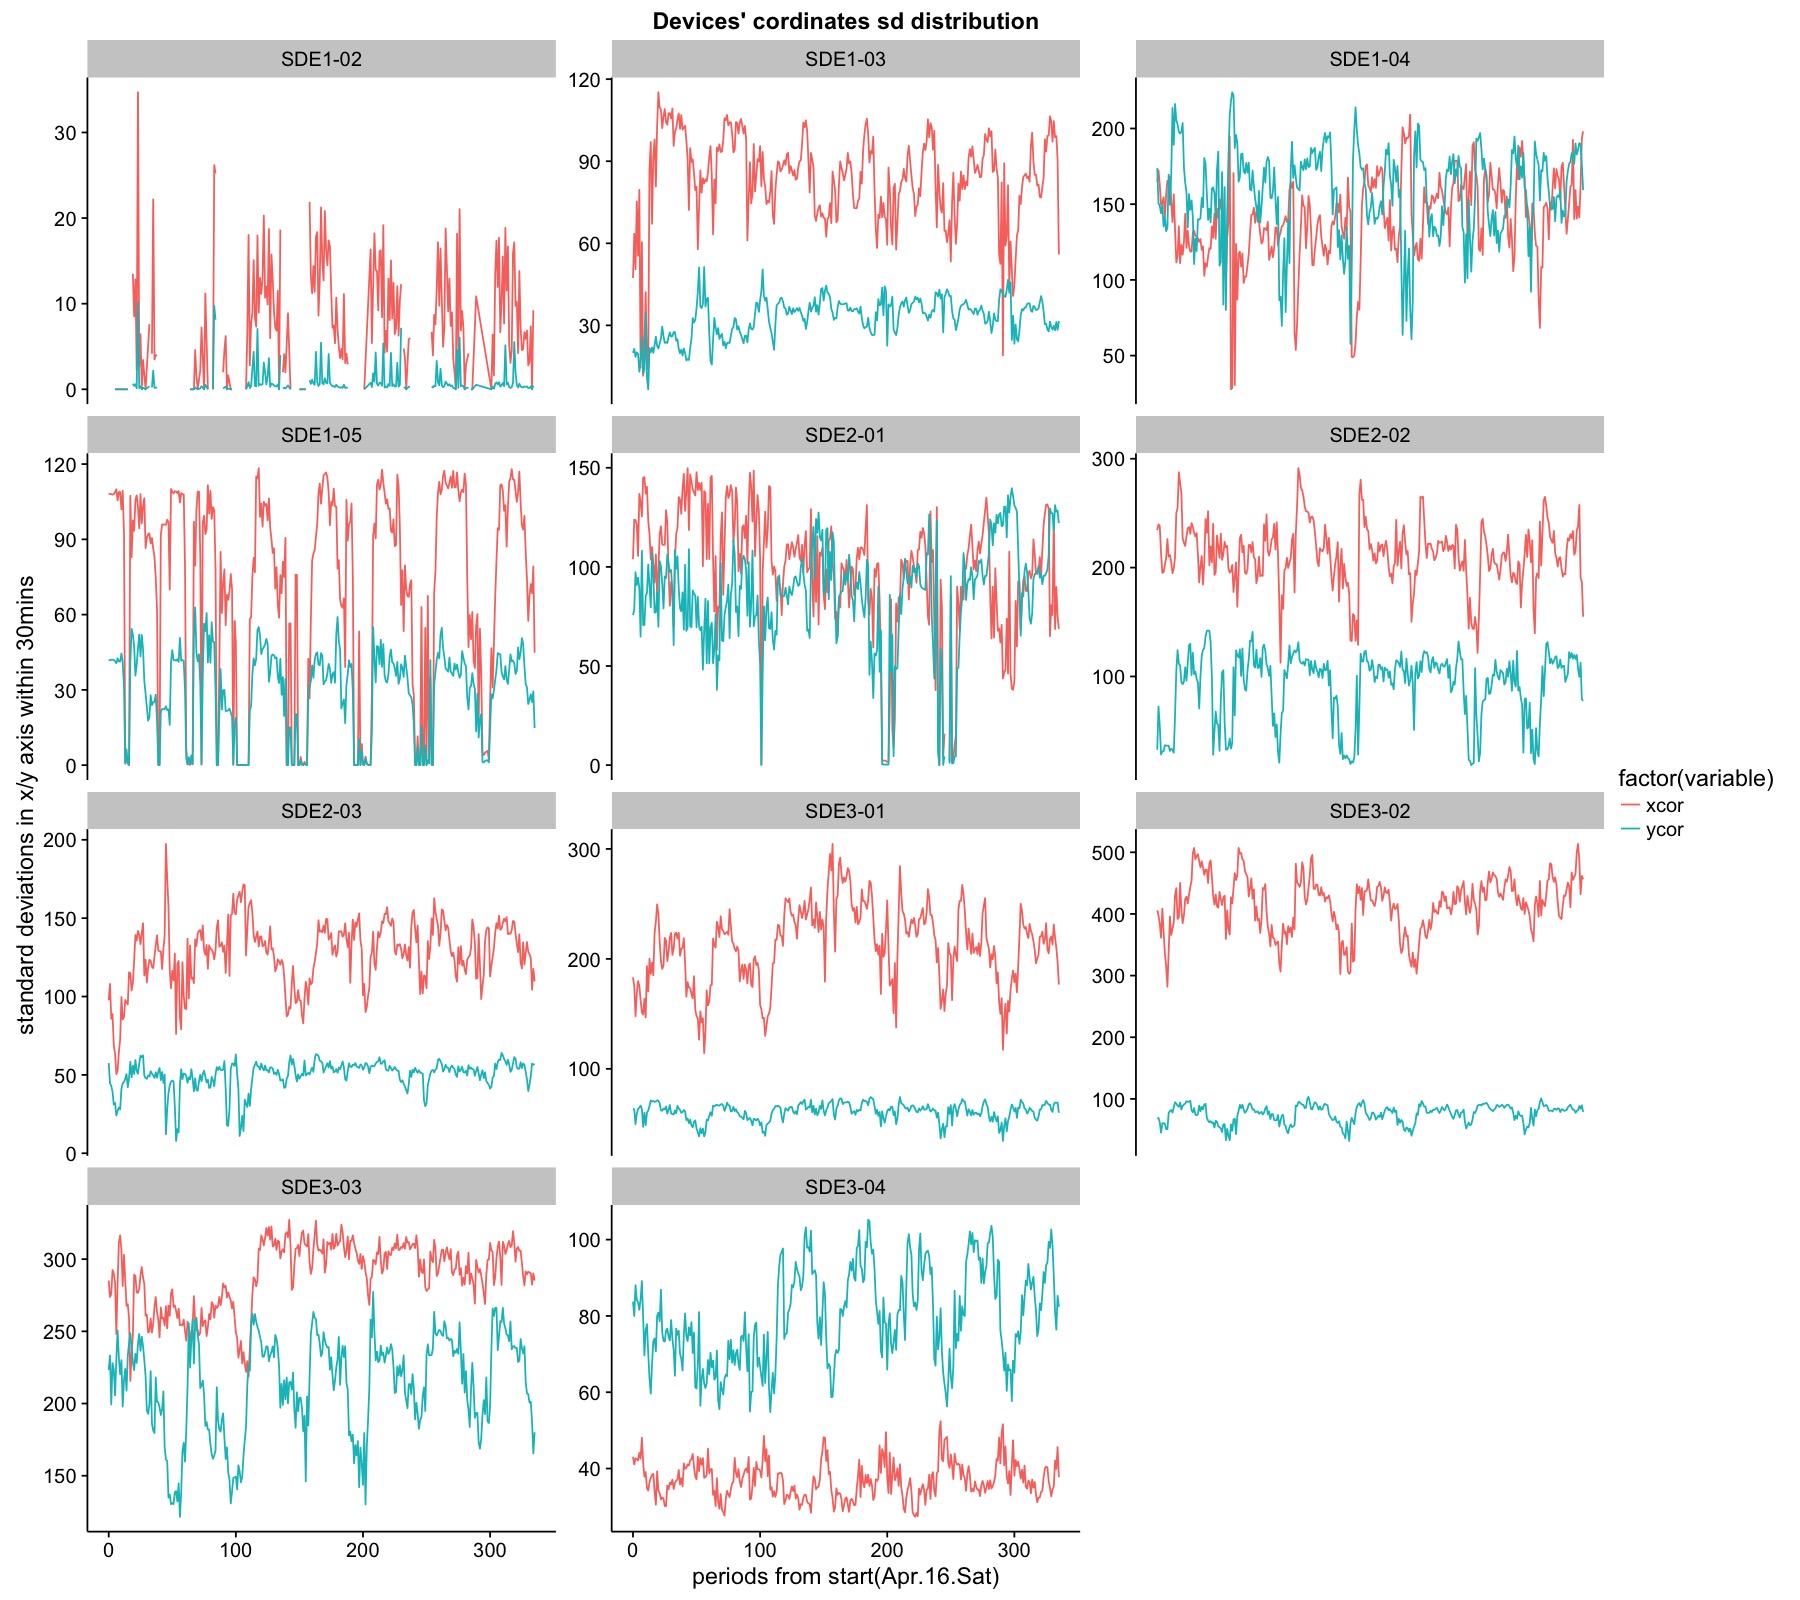 Devices' cordinates sd distribution
SDE1-02
SDE1-03
SDE1-04
30
20
10
0
120
90
60
30
200
150
100
50
SDE1-05
SDE2-01
SDE2-02
120
90
60
30
0
150
100
50
0
300
200
100
standard deviations in x/y axis within 30mins
factor(variable)
xcor
ycor
SDE2-03
SDE3-01
SDE3-02
200
150
100
50
0
300
200
100
500
400
300
200
100
SDE3-03
SDE3-04
300
250
200
150
100
80
60
40
0 100 200 300
0 100 200 300
periods from start(Apr.16.Sat)